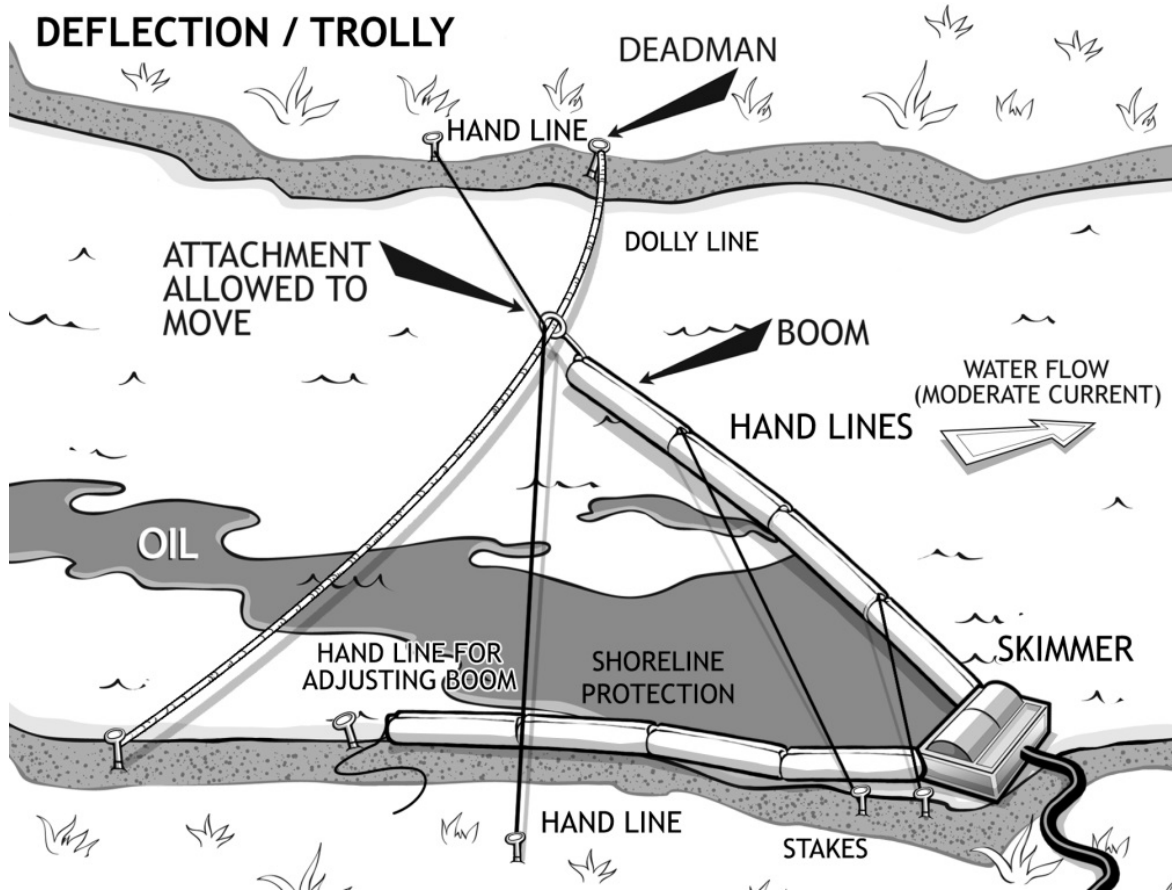 DEFLECTION / TROLLY
DEADMAN
HAND LINE
DOLLY LINE
ATTACHMENT
ALLOWED TO
MOVE
BOOM
WATER FLOW
(MODERATE CURRENT)
HAND LINES
OIL
SKIMMER
HAND LINE FOR
ADJUSTING BOOM
SHORELINE
PROTECTION
HAND LINE
STAKES